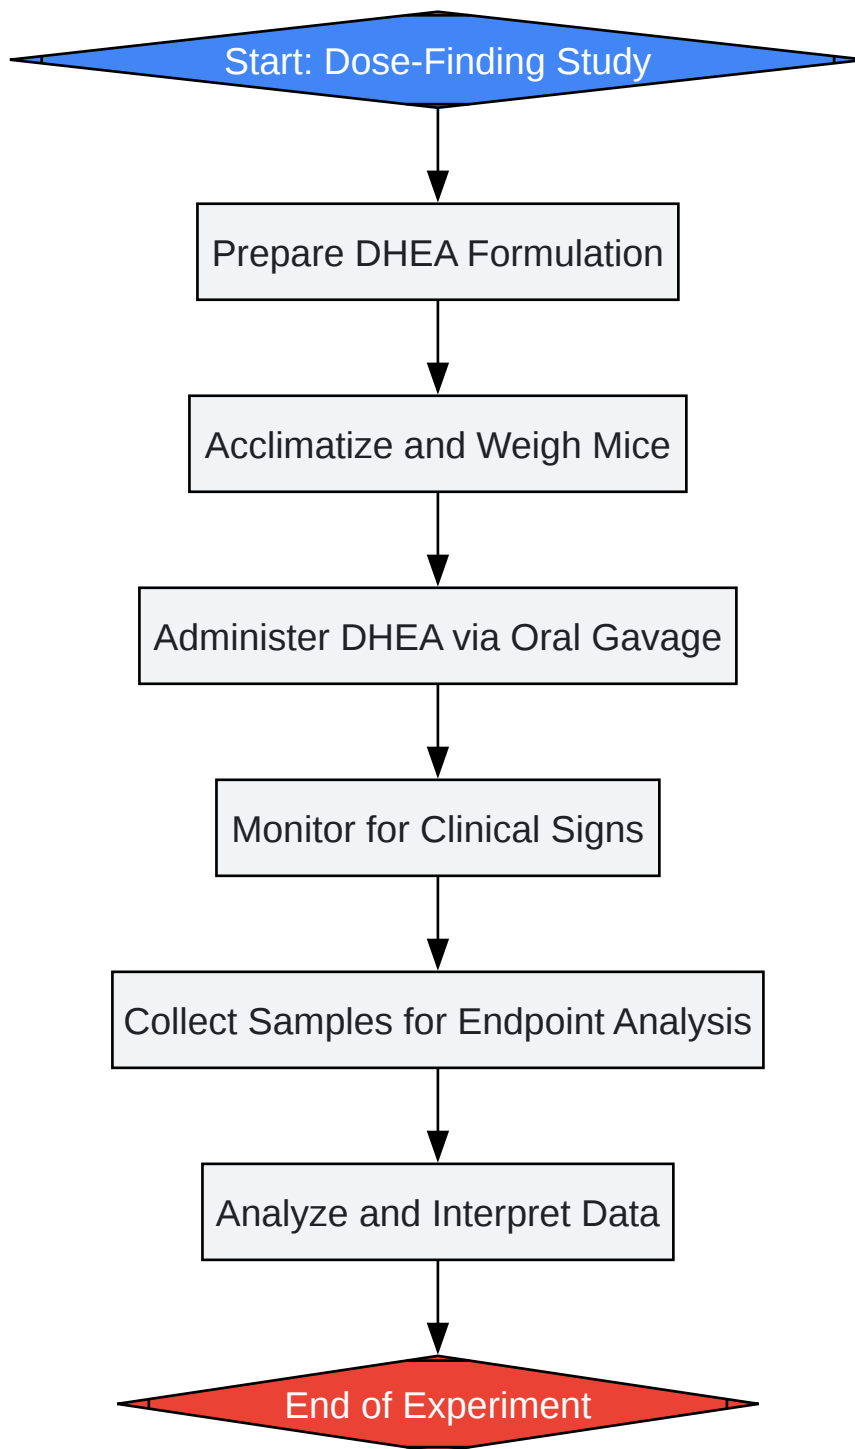 Start: Dose-Finding Study
Prepare DHEA Formulation
Acclimatize and Weigh Mice
Administer DHEA via Oral Gavage
Monitor for Clinical Signs
Collect Samples for Endpoint Analysis
Analyze and Interpret Data
End of Experiment